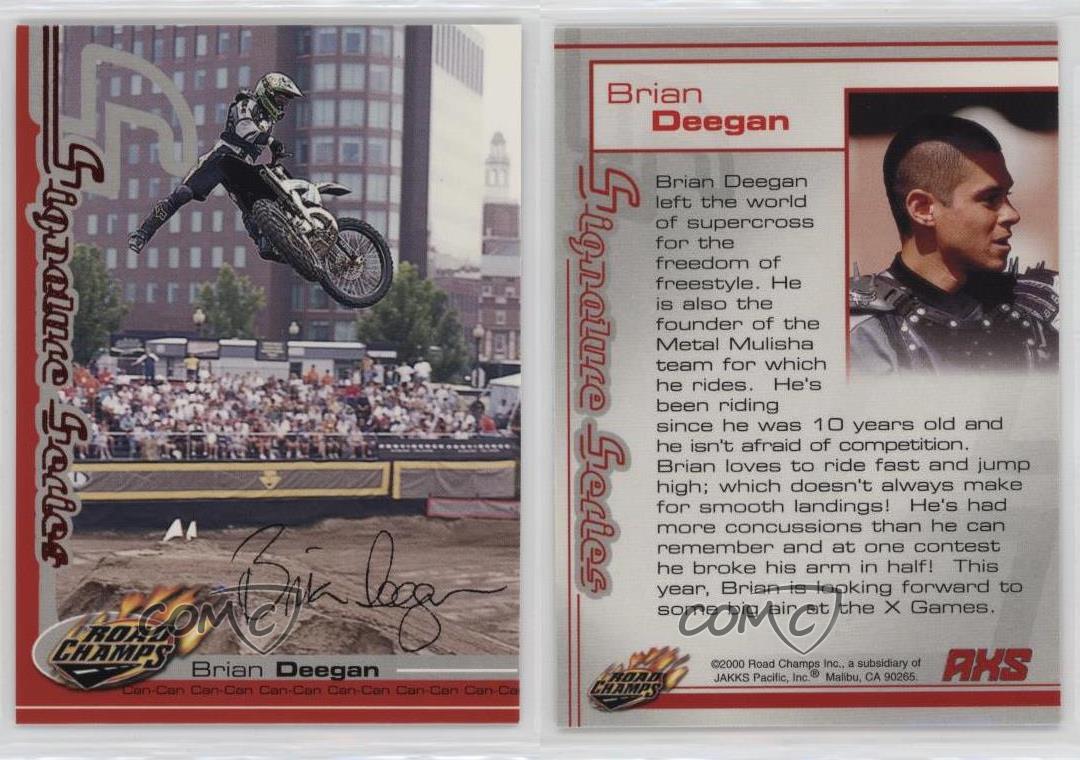 Signature Series
Brian Deegan
COMC
ROAD
CHAMPS
Brian Deegan
Can-Can Can-Can Can-Can Can-Can Can-Can Can-Can
Brian
Deegan
Signature Series
Brian Deegan
left the world
of supercross
for the
freedom of
freestyle. He
is also the
founder of the
Metal Mulisha
team for which
he rides. He's
been riding
since he was 10 years old and
he isn't afraid of competition.
Brian loves to ride fast and jump
high; which doesn't always make
for smooth landings! He's had
more concussions than he can
remember and at one contest
he broke his arm in half! This
year, Brian is looking forward to
some big air at the X Games.
COMC
ROAD
CHAMPS
©2000 Road Champs Inc., a subsidiary of
JAKKS Pacific, Inc.® Malibu, CA 90265.
AXS